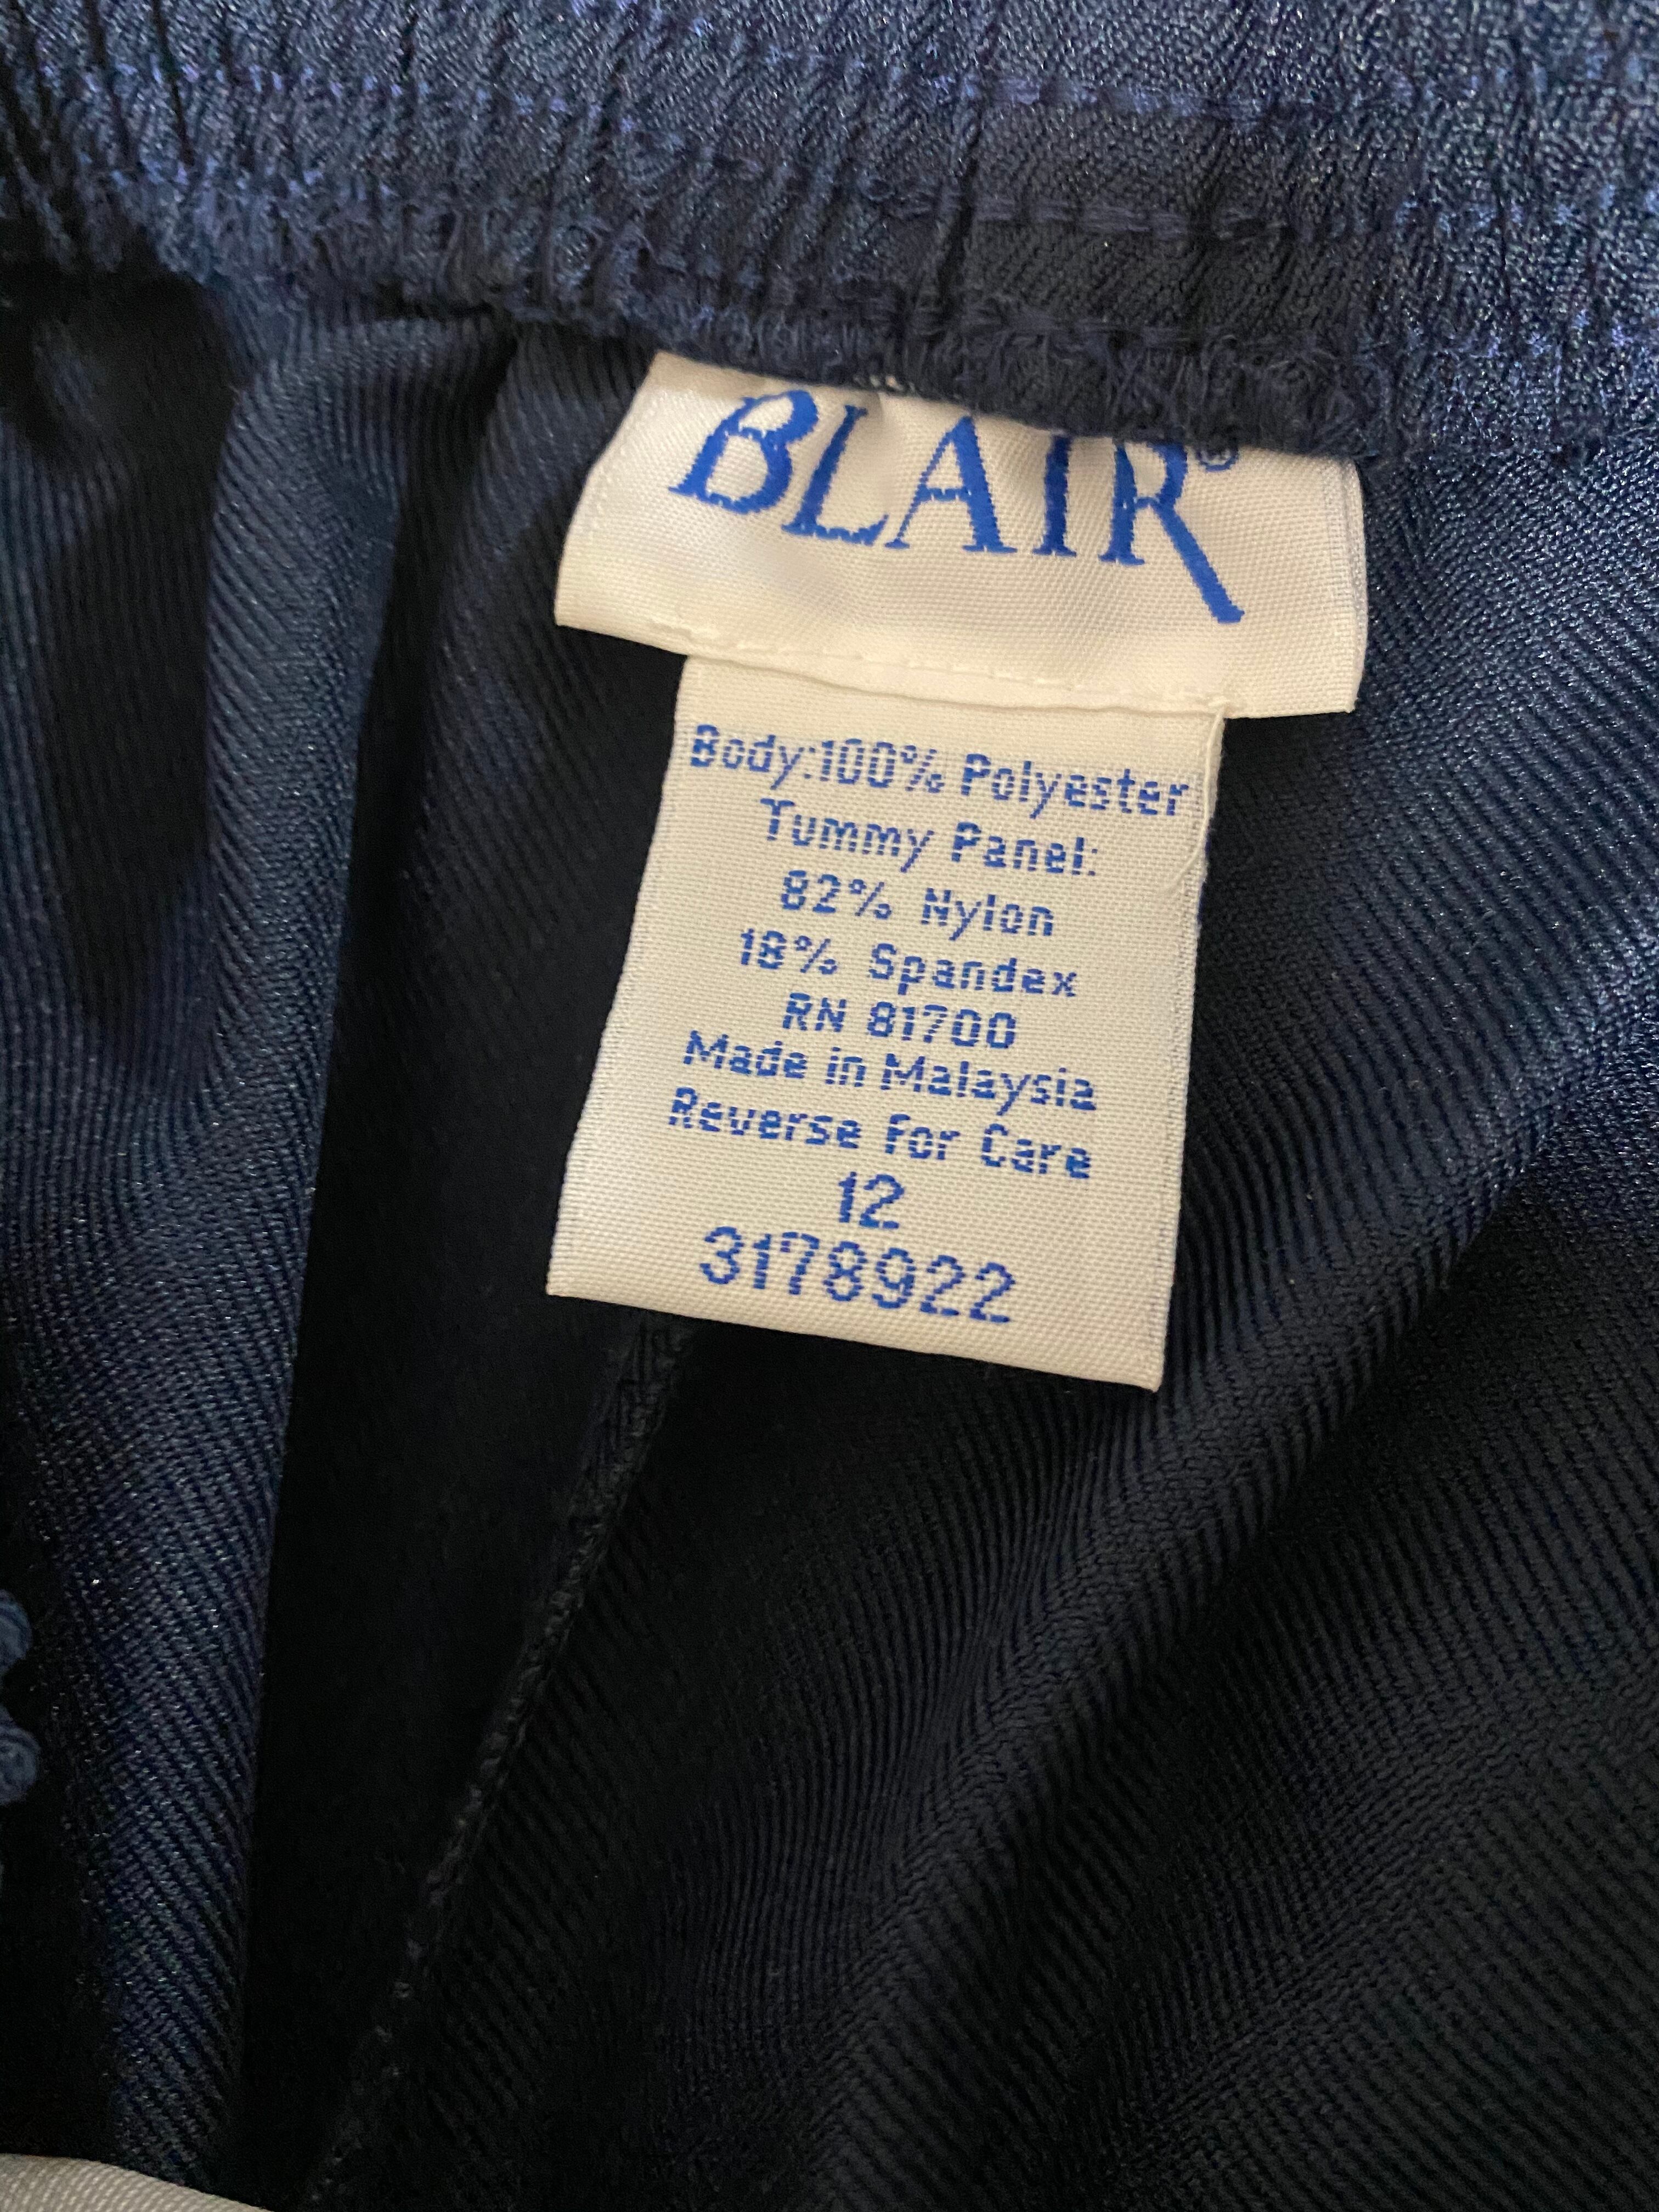 BLAIR®
Body:100% Polyester
Tummy Panel:
82% Nylon
18% Spandex
RN 81700
Made in Malaysia
Reverse For Care
12
3178922